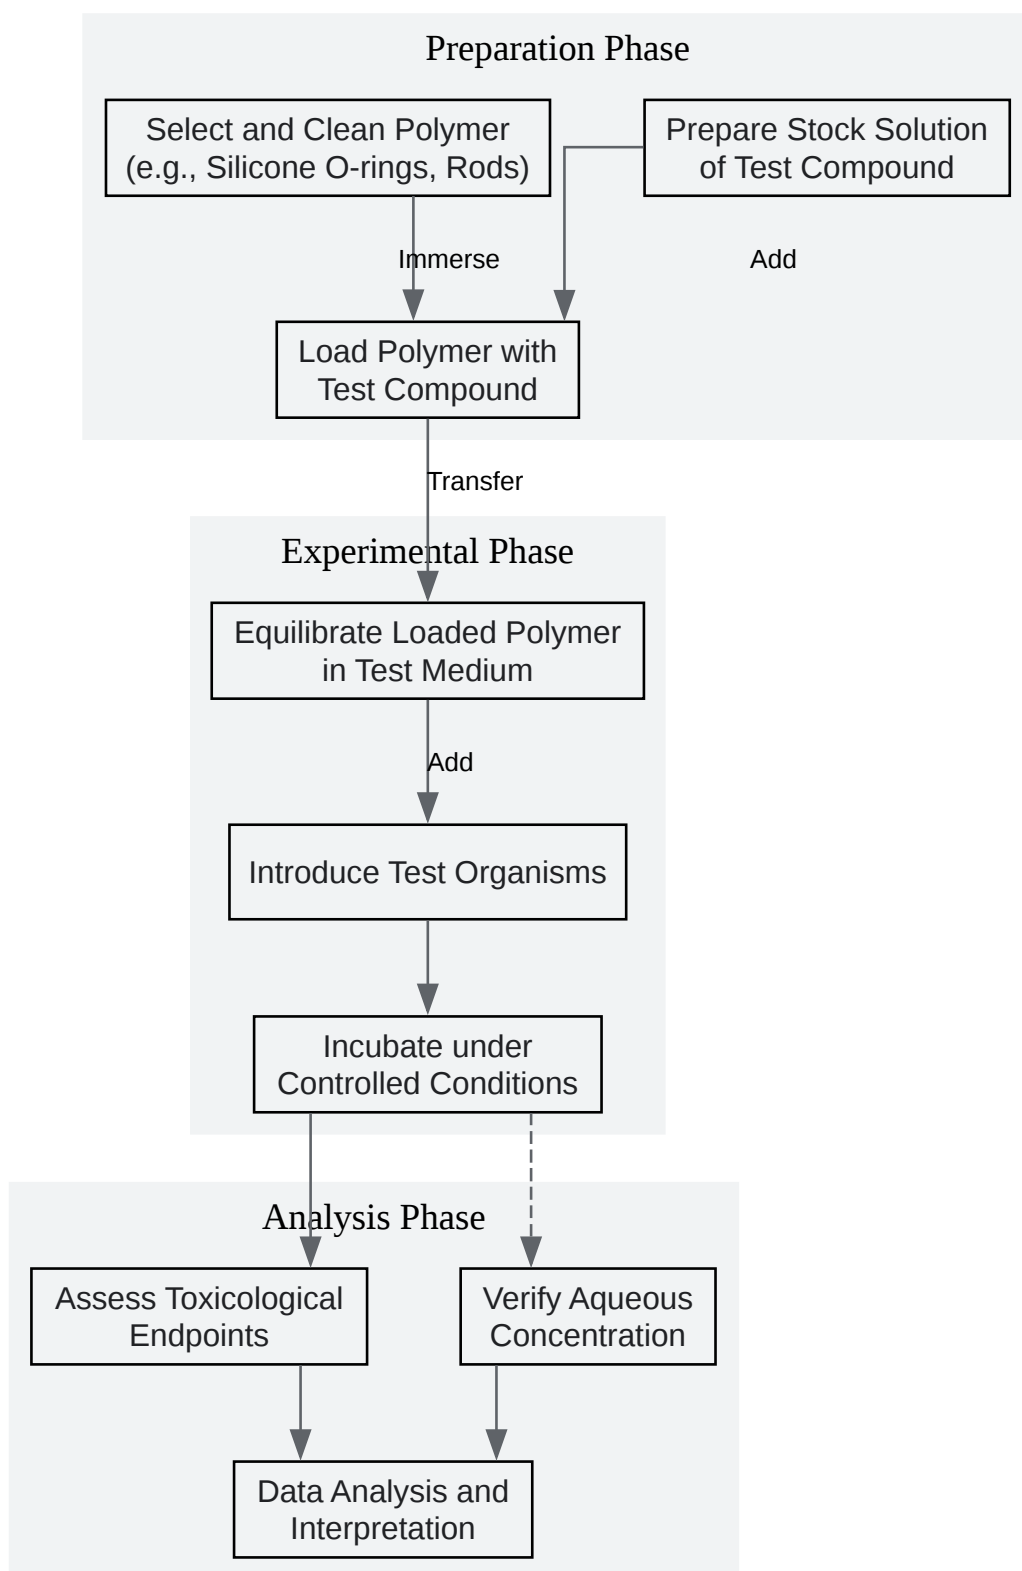 Preparation Phase
Select and Clean Polymer
(e.g., Silicone O-rings, Rods)
Prepare Stock Solution
of Test Compound
Immerse
Add
Load Polymer with
Test Compound
Transfer
Experimental Phase
Equilibrate Loaded Polymer
in Test Medium
Add
Introduce Test Organisms
Incubate under
Controlled Conditions
Analysis Phase
Assess Toxicological
Endpoints
Verify Aqueous
Concentration
Data Analysis and
Interpretation